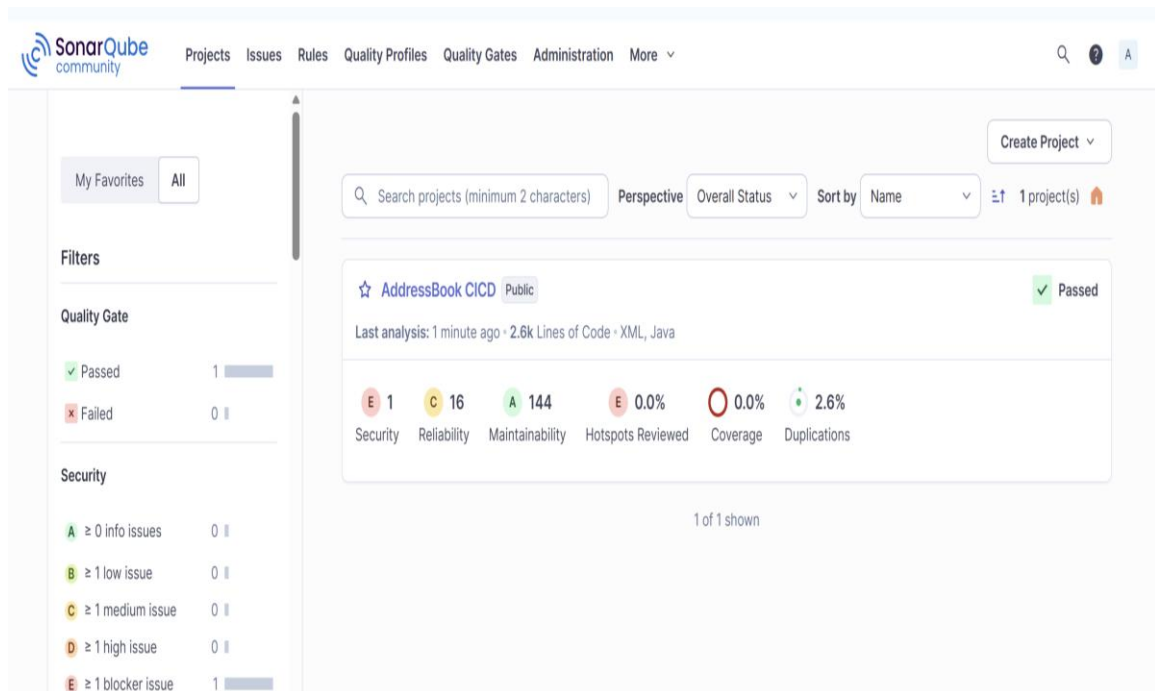 SonarQube
community
Projects Issues Rules Quality Profiles Quality Gates Administration More
? A
Create Project
My Favorites All
Search projects (minimum 2 characters) Perspective Overall Status Sort by Name 1 project(s)
Filters
Quality Gate
Passed 1
Failed 0
Security
A ≥ 0 info issues 0
B ≥ 1 low issue 0
C ≥ 1 medium issue 0
D ≥ 1 high issue 0
E ≥ 1 blocker issue 1
AddressBook CICD Public Passed
Last analysis: 1 minute ago • 2.6k Lines of Code • XML, Java
E 1 C 16 A 144 E 0.0% 0.0% 2.6%
Security Reliability Maintainability Hotspots Reviewed Coverage Duplications
1 of 1 shown